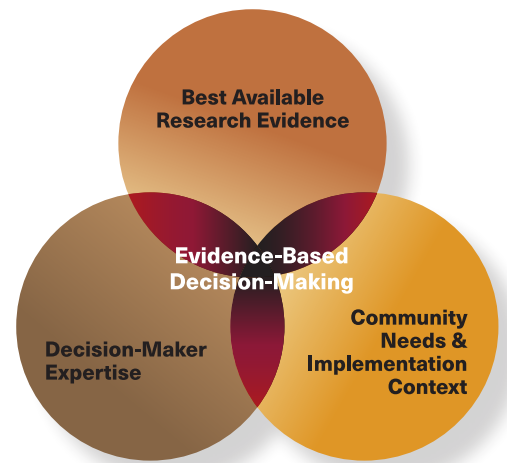 Best Available
Research Evidence
Evidence-Based
Decision-Making
Decision-Maker
Expertise
Community
Needs &
Implementation
Context